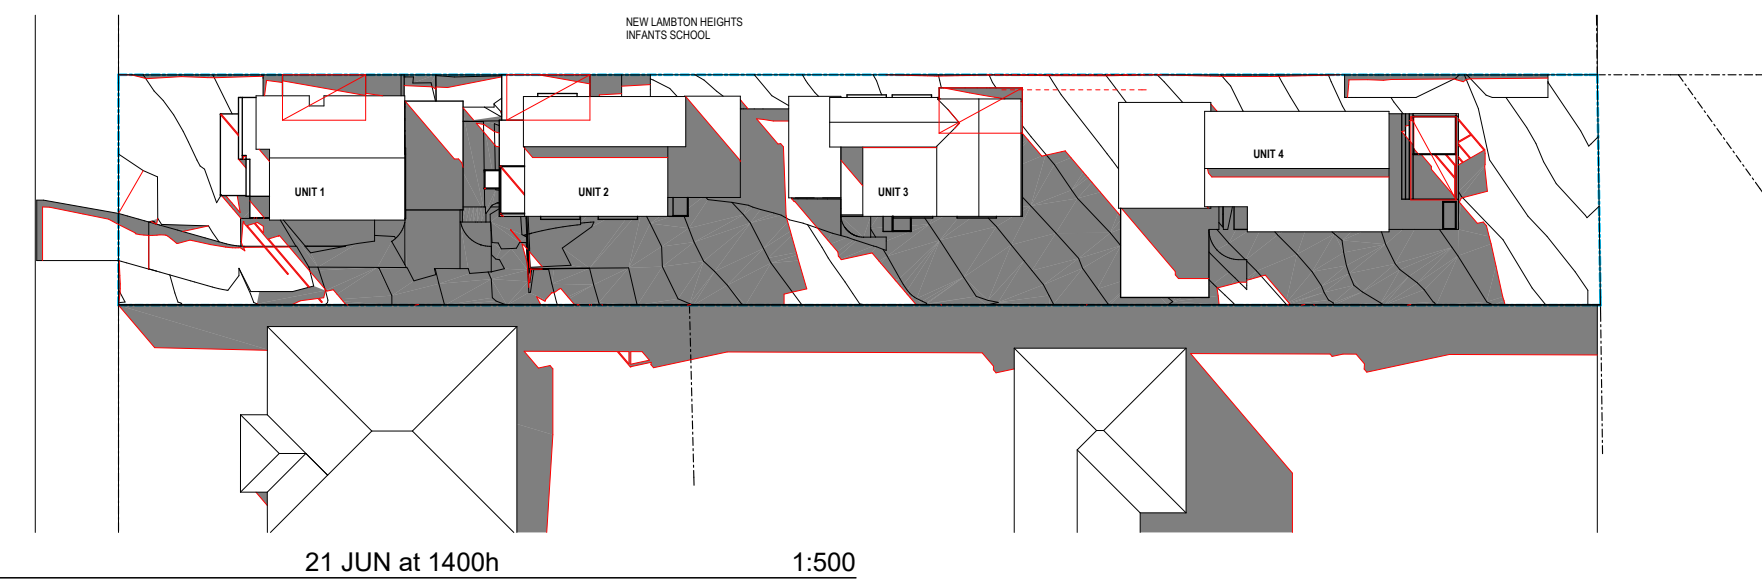 NEW LAMBTON HEIGHTS
INFANTS SCHOOL
UNIT 1
UNIT 2
UNIT 3
UNIT 4
21 JUN at 1400h
1:500